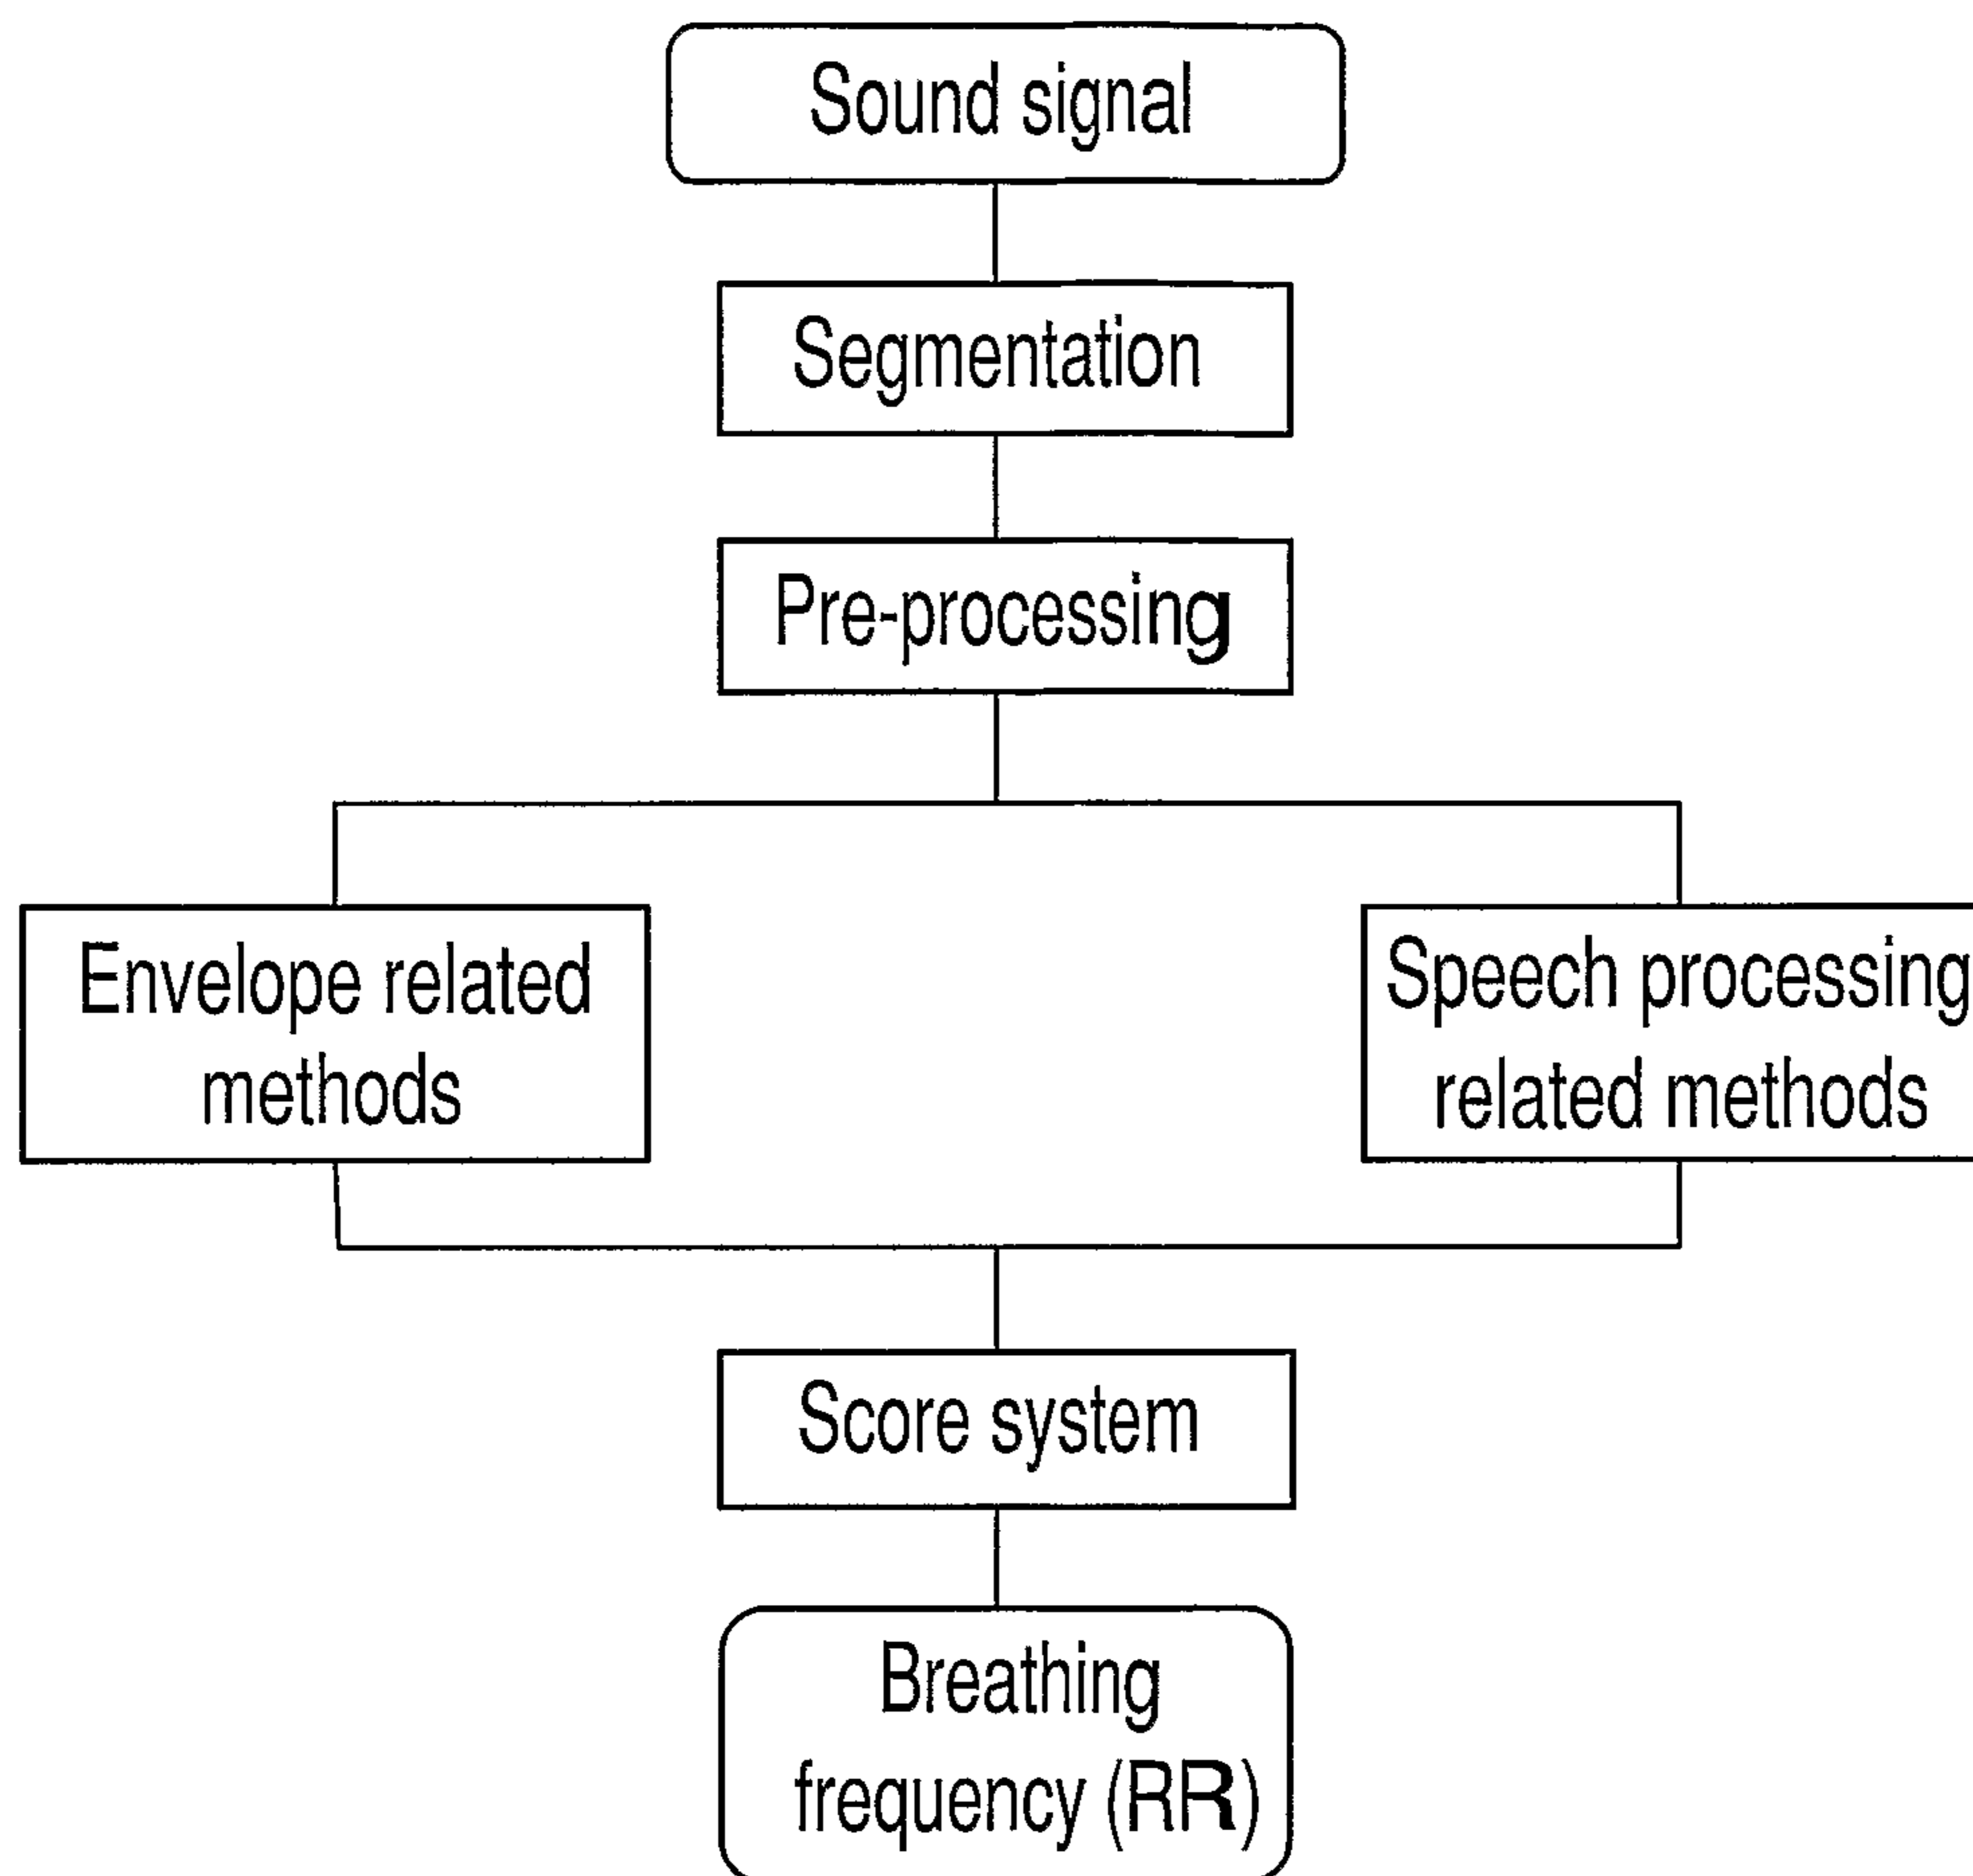 Sound signal
Segmentation
Pre-processing
Envelope related
methods
Speech processing
related methods
Score system
Breathing
frequency (RR)